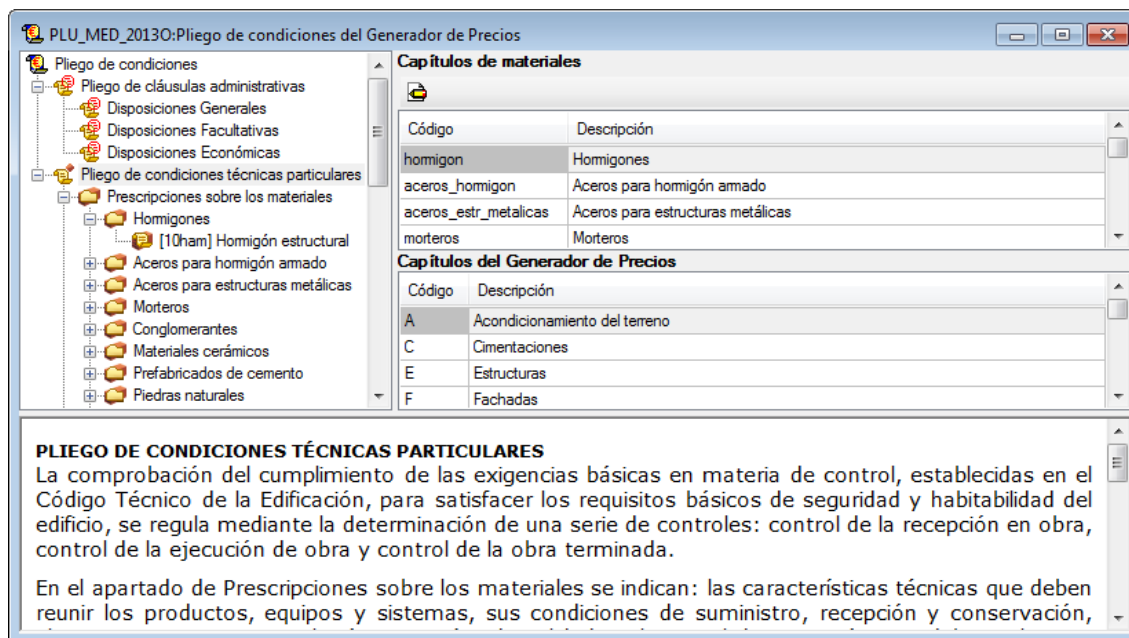 PLU_MED_2013O:Pliego de condiciones del Generador de Precios
Pliego de condiciones
Pliego de cláusulas administrativas
Disposiciones Generales
Disposiciones Facultativas
Disposiciones Económicas
Pliego de condiciones técnicas particulares
Prescripciones sobre los materiales
Hormigones
[10ham] Hormigón estructural
Aceros para hormigón armado
Aceros para estructuras metálicas
Morteros
Conglomerantes
Materiales cerámicos
Prefabricados de cemento
Piedras naturales
Capítulos de materiales
Código Descripción
hormigon Hormigones
aceros_hormigon Aceros para hormigón armado
aceros_estr_metalicas Aceros para estructuras metálicas
morteros Morteros
Capítulos del Generador de Precios
Código Descripción
A Acondicionamiento del terreno
C Cimentaciones
E Estructuras
F Fachadas
PLIEGO DE CONDICIONES TÉCNICAS PARTICULARES
La comprobación del cumplimiento de las exigencias básicas en materia de control, establecidas en el
Código Técnico de la Edificación, para satisfacer los requisitos básicos de seguridad y habitabilidad del
edificio, se regula mediante la determinación de una serie de controles: control de la recepción en obra,
control de la ejecución de obra y control de la obra terminada.
En el apartado de Prescripciones sobre los materiales se indican: las características técnicas que deben
reunir los productos, equipos y sistemas, sus condiciones de suministro, recepción y conservación,